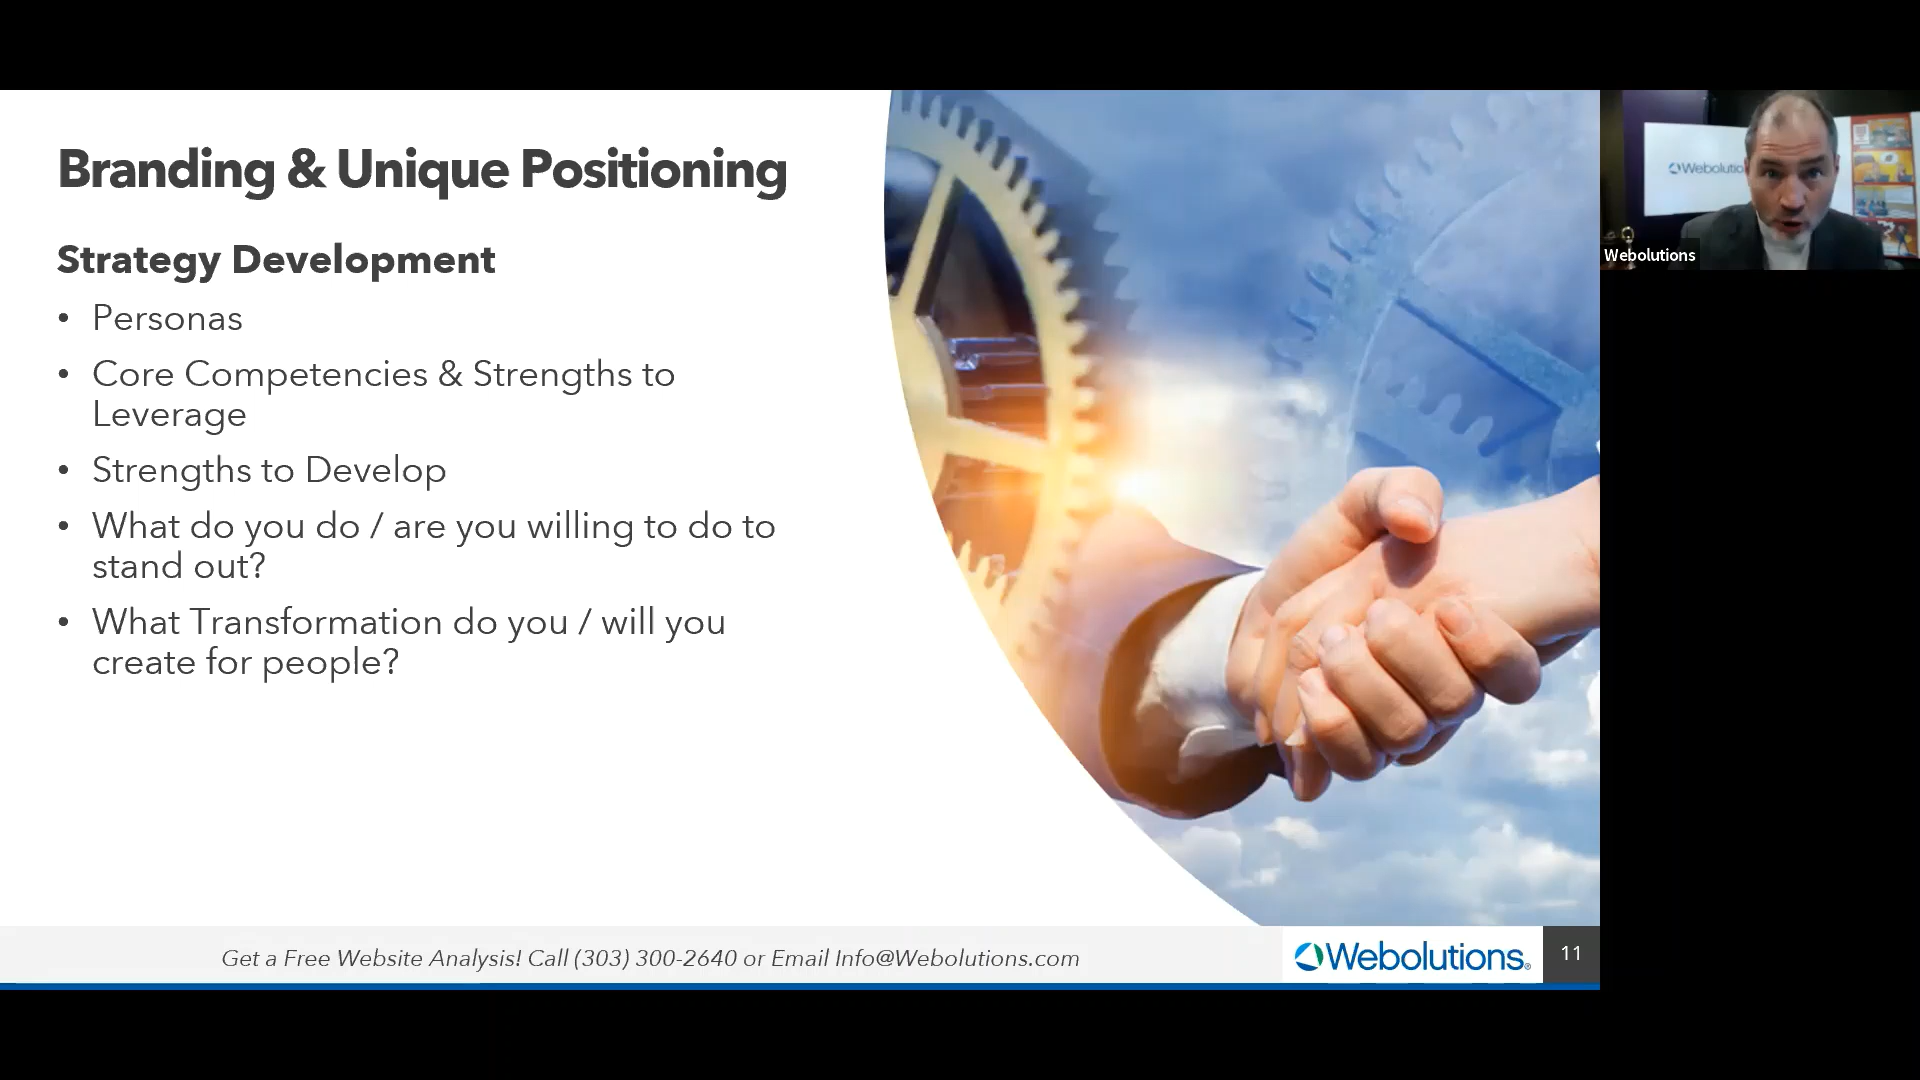 Branding & Unique Positioning
Strategy Development
• Personas
• Core Competencies & Strengths to
Leverage
• Strengths to Develop
• What do you do / are you willing to do to
stand out?
• What Transformation do you / will you
create for people?
Get a Free Website Analysis! Call (303) 300-2640 or Email Info@Webolutions.com
Webolutions®
11
Webolutio
Webolutions